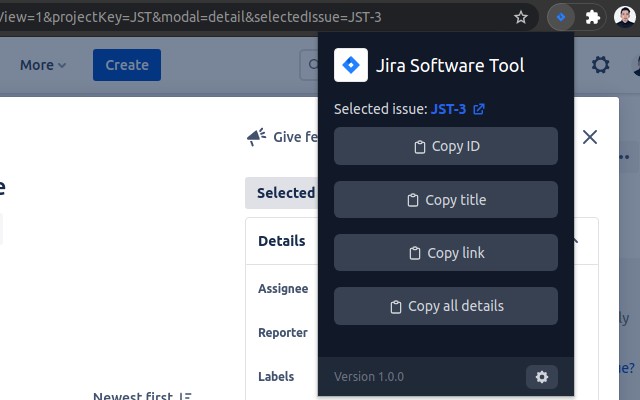 View=1&projectKey=JST&modal=detail&selectedIssue=JST-3
More
Create
Jira Software Tool
Selected issue: JST-3
Give fe
Copy ID
Selected
Copy title
Details
Copy link
Assignee
Copy all details
Reporter
ly
ue?
Labels
Version 1.0.0
Newest first